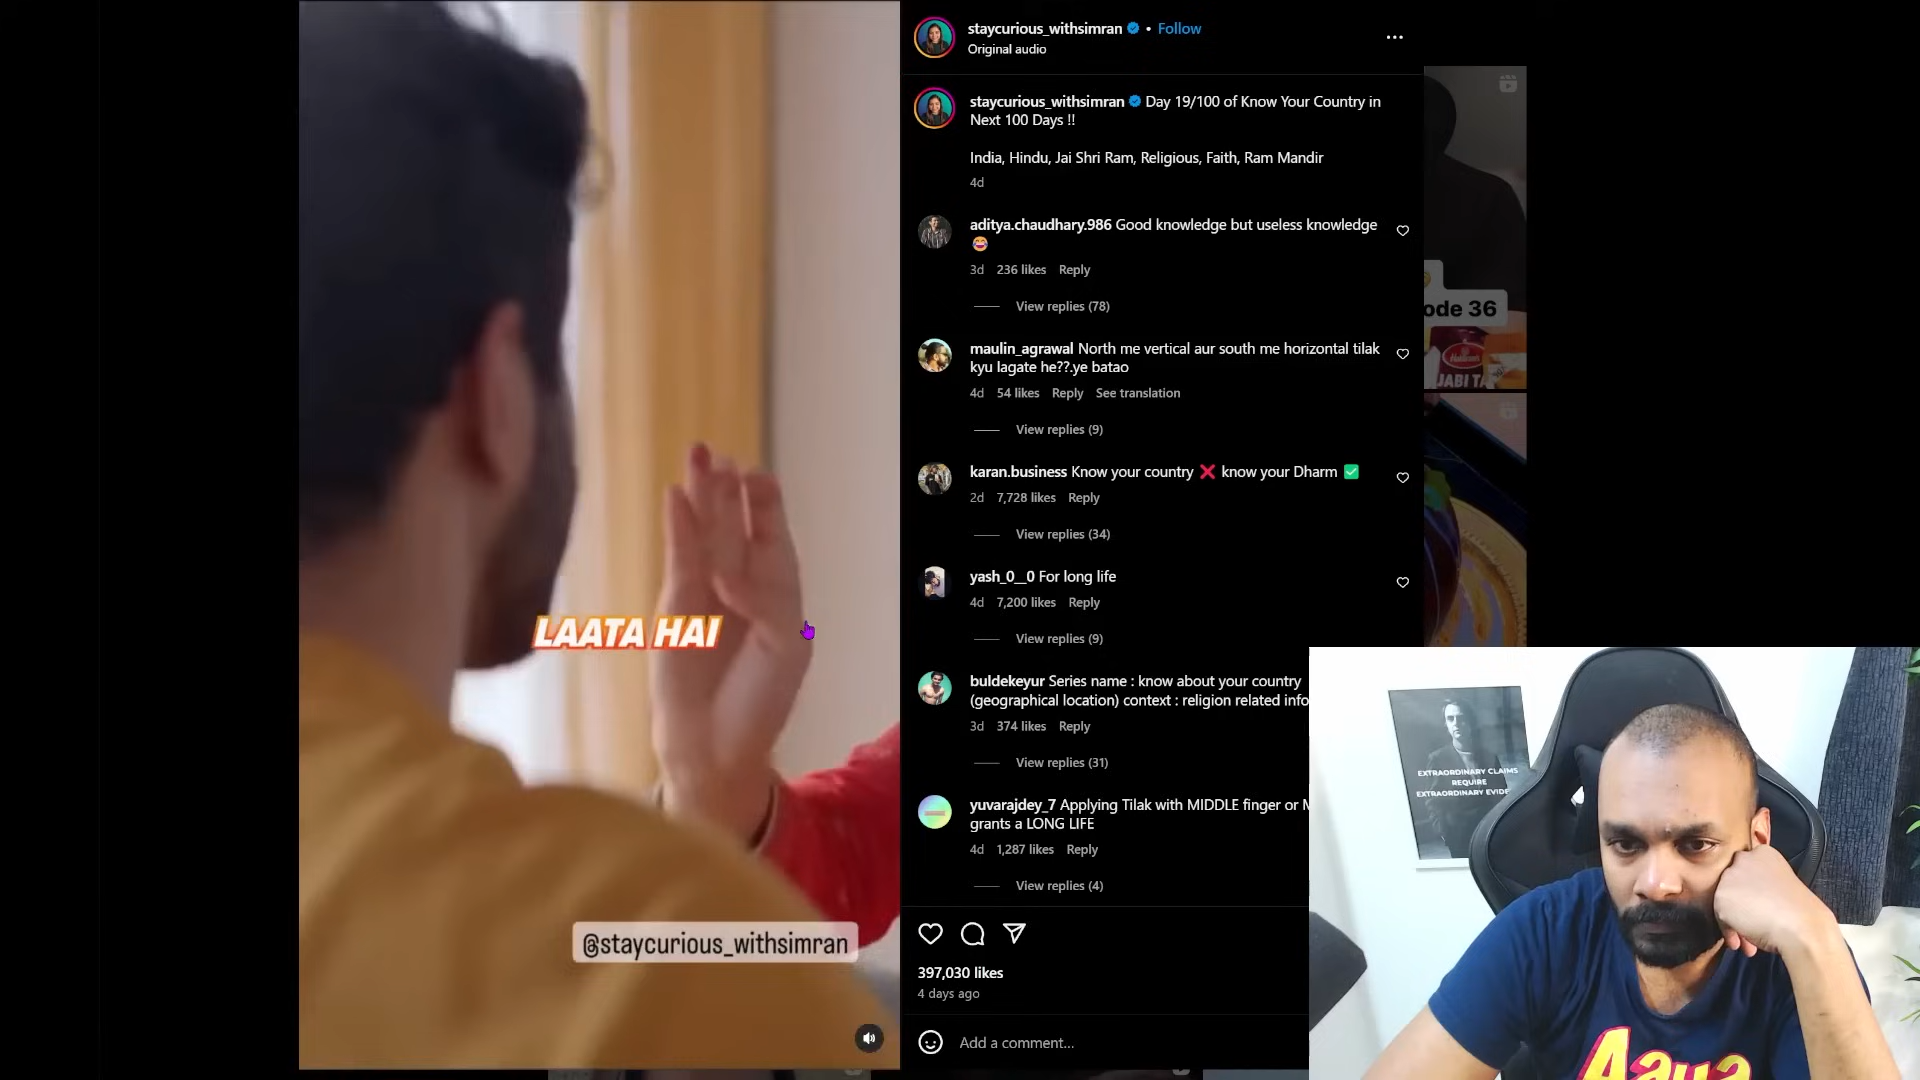 LAATA HAI
@staycurious_withsimran
staycurious_withsimran • Follow
Original audio
staycurious_withsimran Day 19/100 of Know Your Country in
Next 100 Days !!
India, Hindu, Jai Shri Ram, Religious, Faith, Ram Mandir
4d
aditya.chaudhary.986 Good knowledge but useless knowledge
😂
3d 236 likes Reply
View replies (78)
maulin_agrawal North me vertical aur south me horizontal tilak
kyu lagate he??.ye batao
4d 54 likes Reply See translation
View replies (9)
karan.business Know your country ❌ know your Dharm ✅
2d 7,728 likes Reply
View replies (34)
yash_0__0 For long life
4d 7,200 likes Reply
View replies (9)
buldekeyur Series name : know about your country
(geographical location) context : religion related info
3d 374 likes Reply
View replies (31)
yuvarajdey_7 Applying Tilak with MIDDLE finger or M
grants a LONG LIFE
4d 1,287 likes Reply
View replies (4)
397,030 likes
4 days ago
Add a comment...
ode 36
Haldiram's
JABI TA
EXTRAORDINARY CLAIMS
REQUIRE
EXTRAORDINARY EVIDE
Aaya